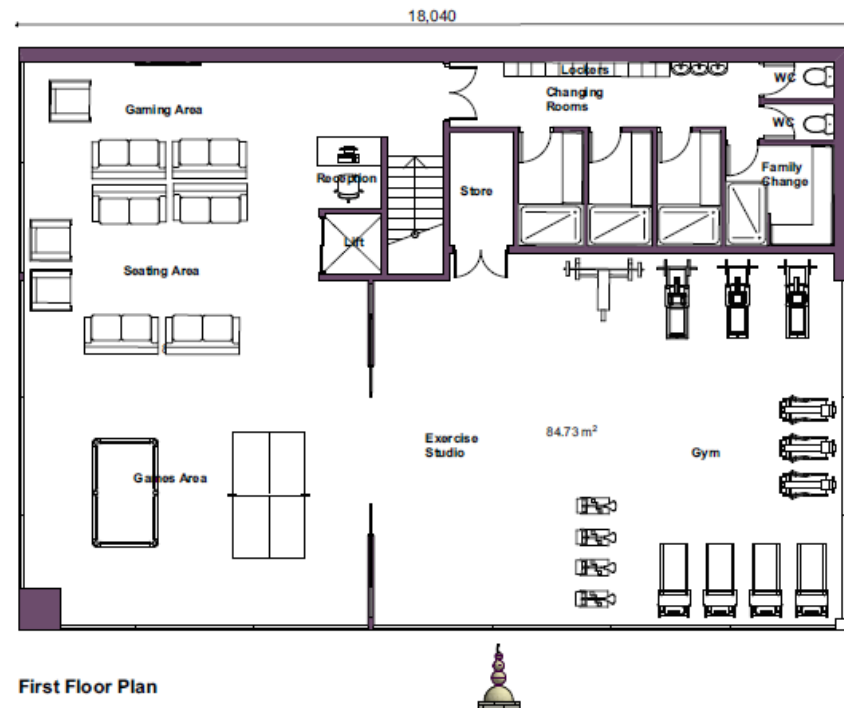 18,040
Lockers
WC
Gaming Area
Changing
Rooms
WC
Reception
Store
Family
Change
Lift
Seating Area
Exercise
Studio
84.73 m²
Gym
Games Area
First Floor Plan